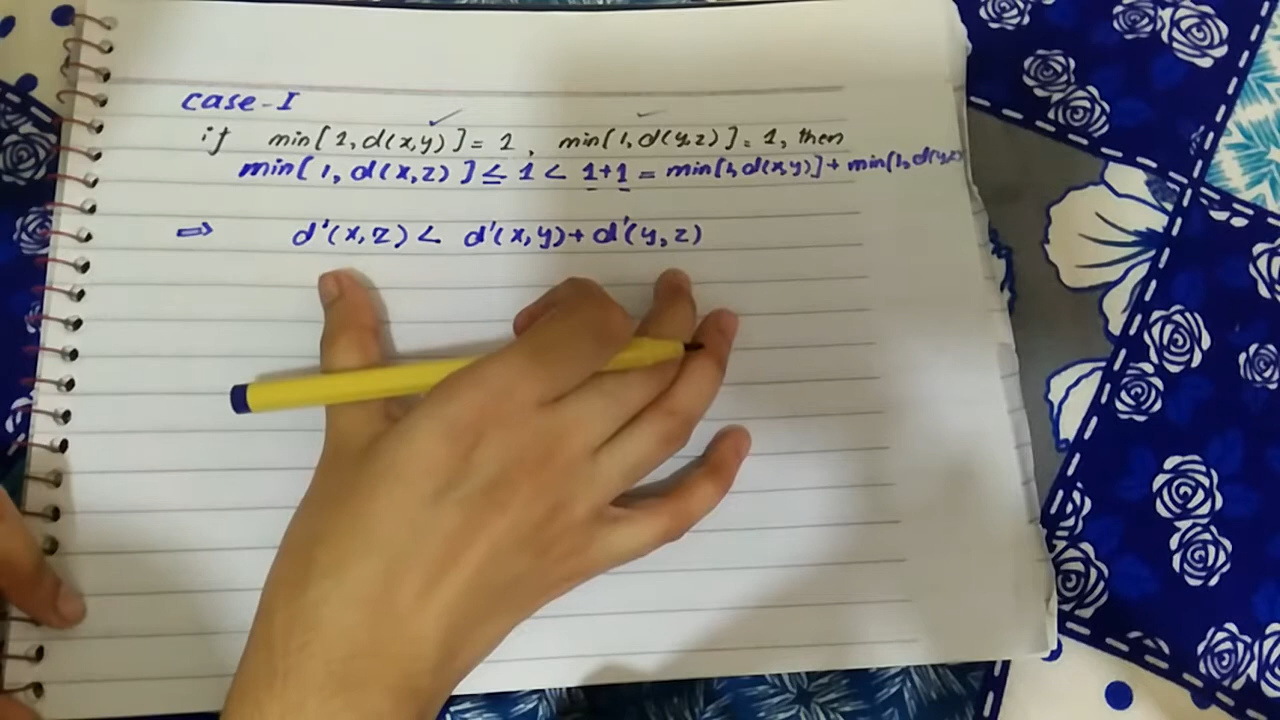 case-I
if min[1, d(x,y)] = 1, min[1, d(y,z)] = 1, then
min[1, d(x,z)] ≤ 1 < 1+1 = min[1, d(x,y)] + min[1, d(y,z)
⇒ d'(x,z) < d'(x,y) + d'(y,z)